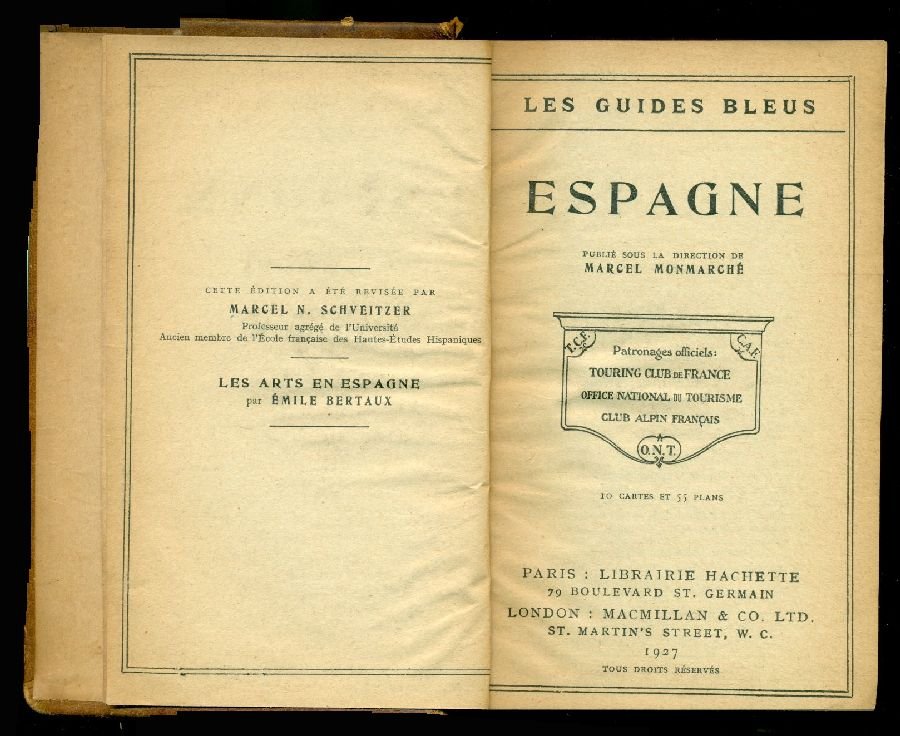 CETTE ÉDITION A ÉTÉ REVISÉE PAR
MARCEL N. SCHVEITZER
Professeur agrégé de l'Université
Ancien membre de l'École française des Hautes-Études Hispaniques
LES ARTS EN ESPAGNE
par ÉMILE BERTAUX
LES GUIDES BLEUS
ESPAGNE
PUBLIÉ SOUS LA DIRECTION DE
MARCEL MONMARCHÉ
T.C.F.
C.A.F.
Patronages officiels:
TOURING CLUB DE FRANCE
OFFICE NATIONAL DU TOURISME
CLUB ALPIN FRANÇAIS
O.N.T.
10 CARTES ET 55 PLANS
PARIS : LIBRAIRIE HACHETTE
79 BOULEVARD ST. GERMAIN
LONDON : MACMILLAN & CO. LTD.
ST. MARTIN'S STREET, W. C.
1927
TOUS DROITS RÉSERVÉS